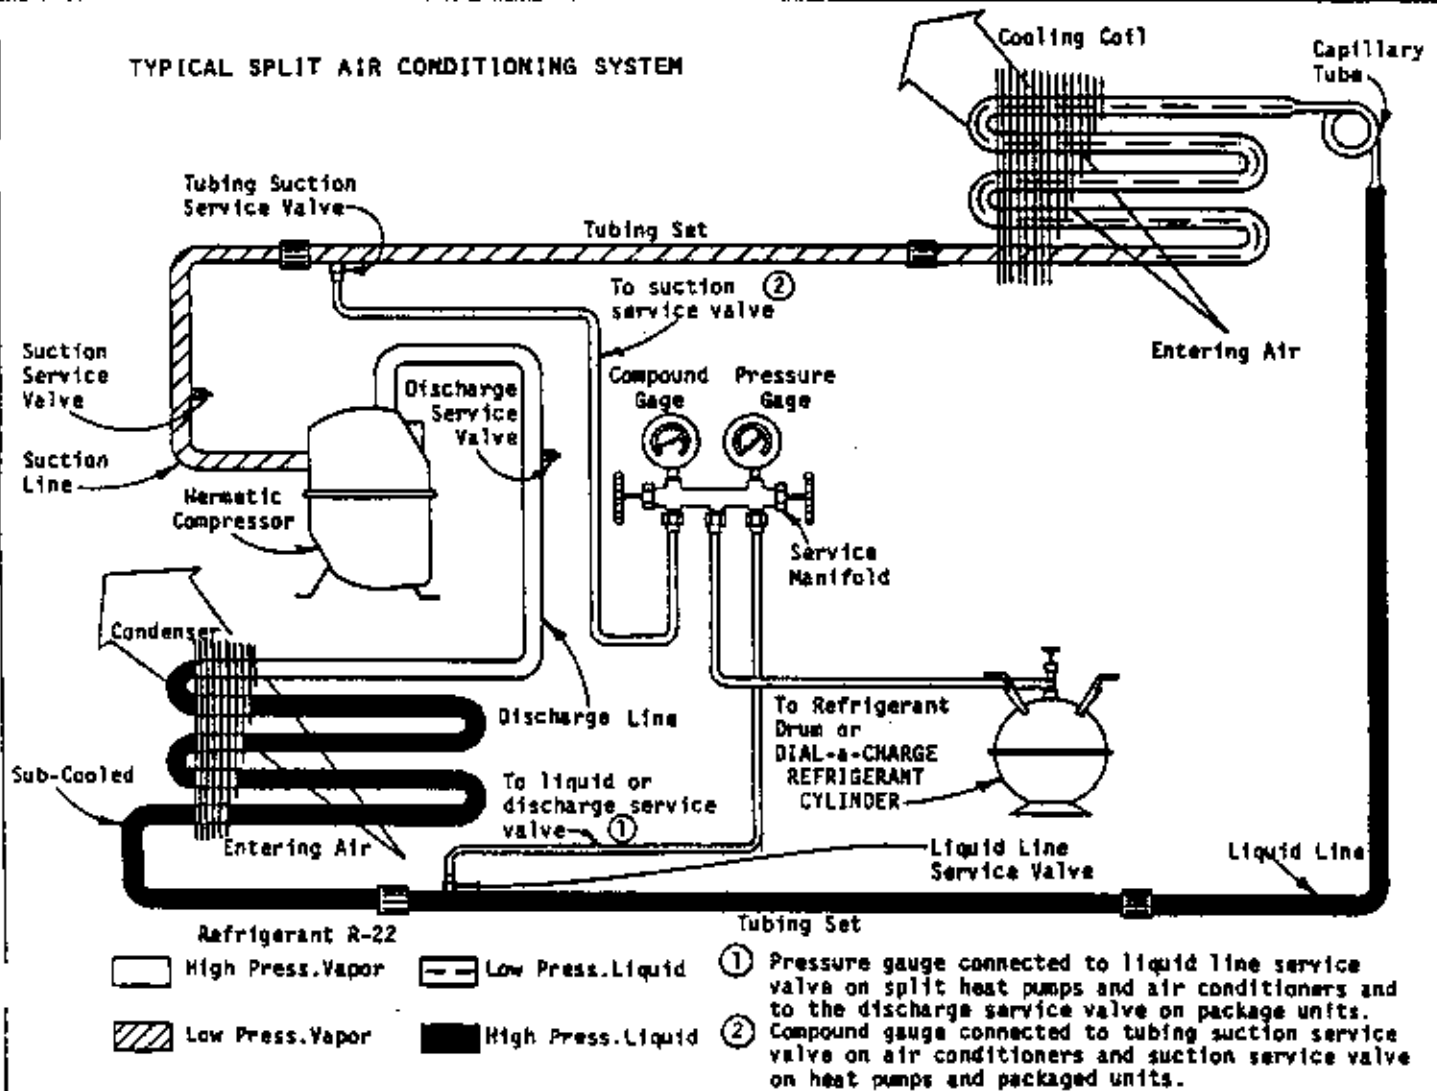 TYPICAL SPLIT AIR CONDITIONING SYSTEM
Cooling Coil
Capillary
Tube
Tubing Suction
Service Valve
Tubing Set
To suction
service valve
2
Entering Air
Suction
Service
Valve
Discharge
Service
Valve
Compound
Gage
Pressure
Gage
Suction
Line
Hermetic
Compressor
Service
Manifold
Condenser
Discharge Line
To Refrigerant
Drum or
DIAL-a-CHARGE
REFRIGERANT
CYLINDER
Sub-Cooled
To liquid or
discharge service
valve
1
Entering Air
Liquid Line
Service Valve
Liquid Line
Tubing Set
Refrigerant R-22
High Press.Vapor
Low Press.Liquid
Low Press.Vapor
High Press.Liquid
1 Pressure gauge connected to liquid line service
valve on split heat pumps and air conditioners and
to the discharge service valve on package units.
2 Compound gauge connected to tubing suction service
valve on air conditioners and suction service valve
on heat pumps and packaged units.